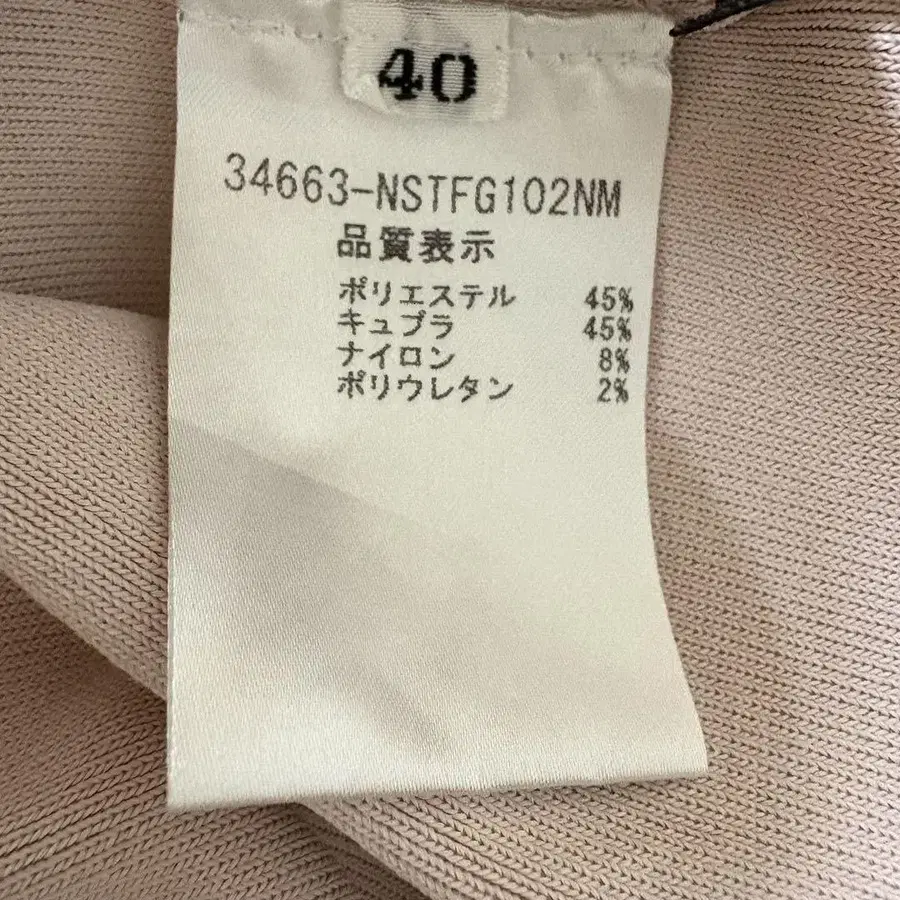 40
34663-NSTFG102NM
品質表示
ポリエステル 45%
キュプラ 45%
ナイロン 8%
ポリウレタン 2%